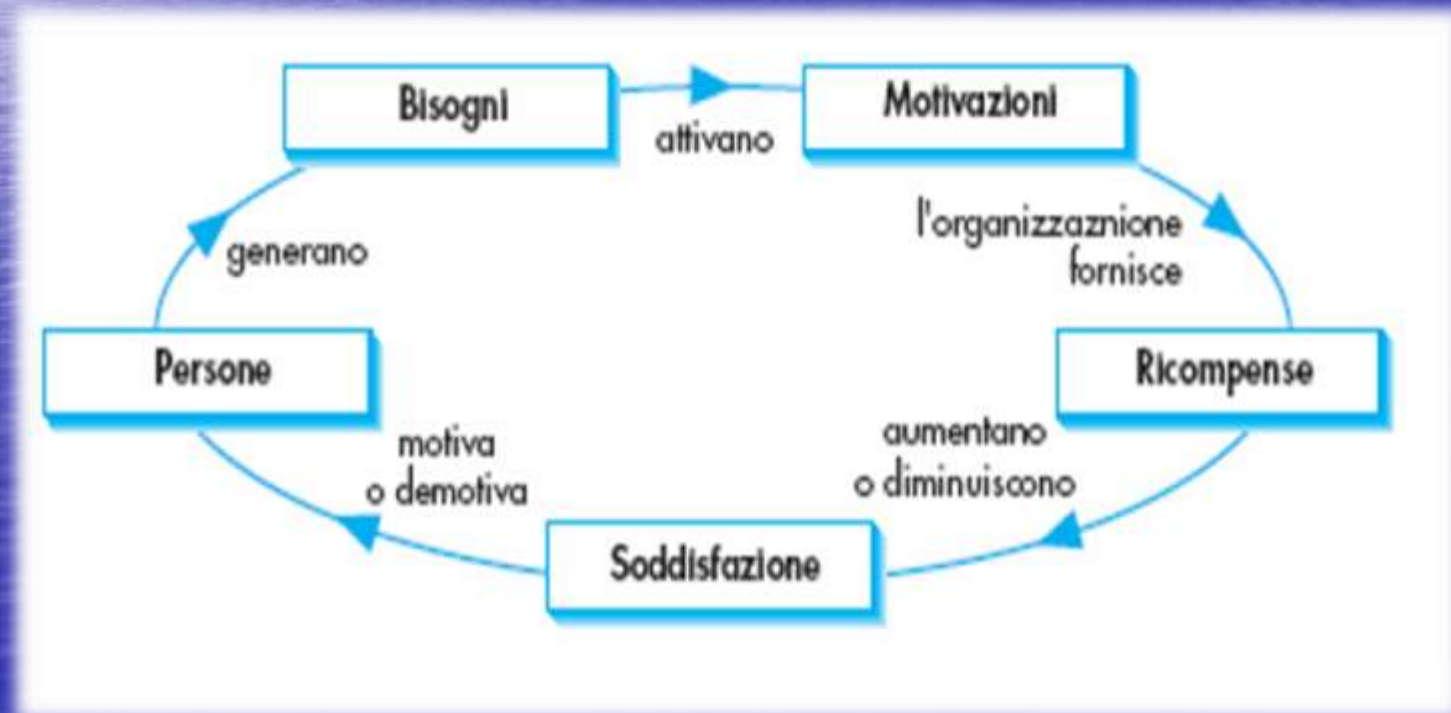 Bisogni
attivano
Motivazioni
l'organizzaznione
fornisce
Ricompense
aumentano
o diminuiscono
Soddisfazione
motiva
o demotiva
Persone
generano